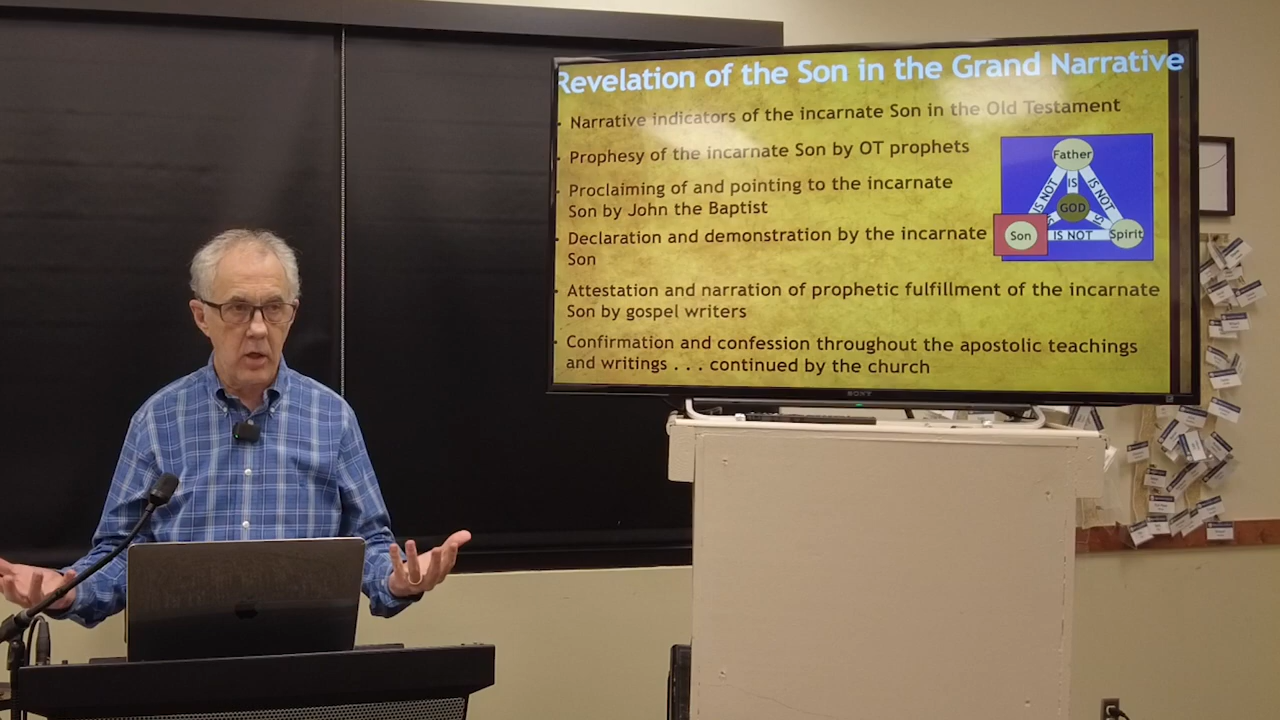 Revelation of the Son in the Grand Narrative
Narrative indicators of the incarnate Son in the Old Testament
Prophesy of the incarnate Son by OT prophets
Proclaiming of and pointing to the incarnate
Son by John the Baptist
Declaration and demonstration by the incarnate
Son
Attestation and narration of prophetic fulfillment of the incarnate
Son by gospel writers
Confirmation and confession throughout the apostolic teachings
and writings . . . continued by the church
Father
IS NOT
IS
IS NOT
GOD
IS
IS
Son
IS NOT
Spirit
SONY